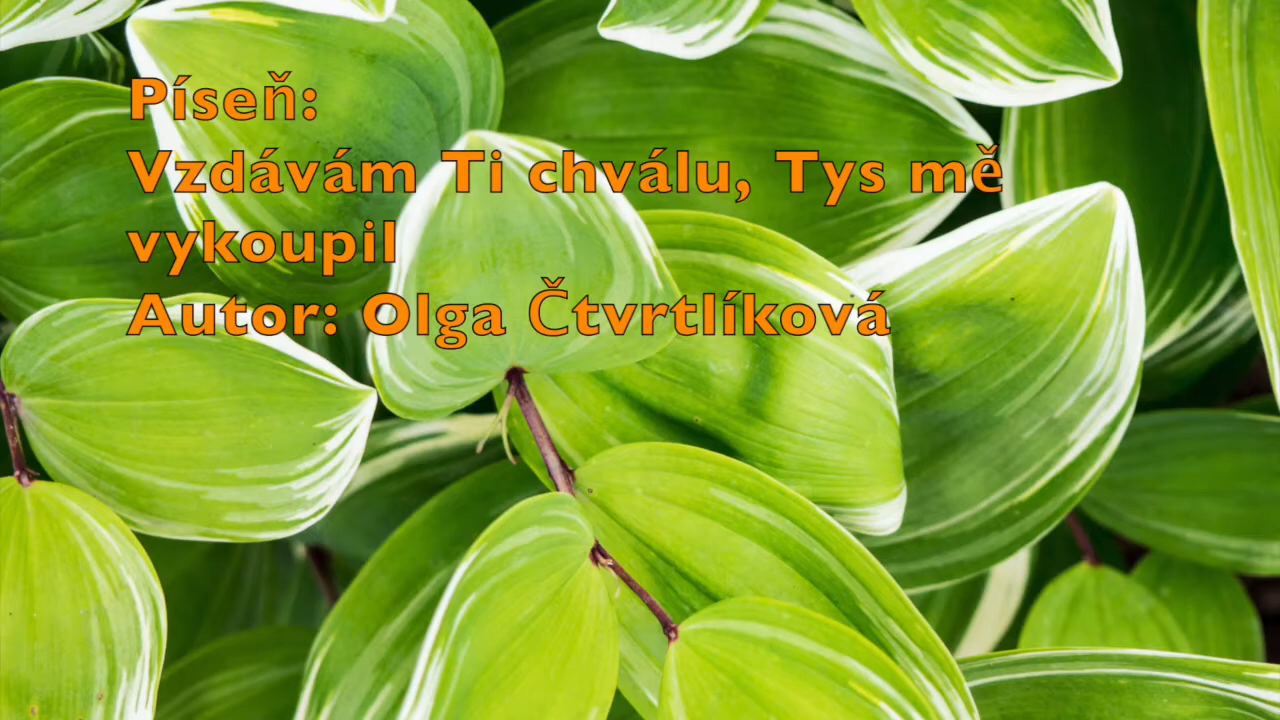 Píseň:
Vzdávám Ti chválu, Tys mě
vykoupil
Autor: Olga Čtvrtlíková